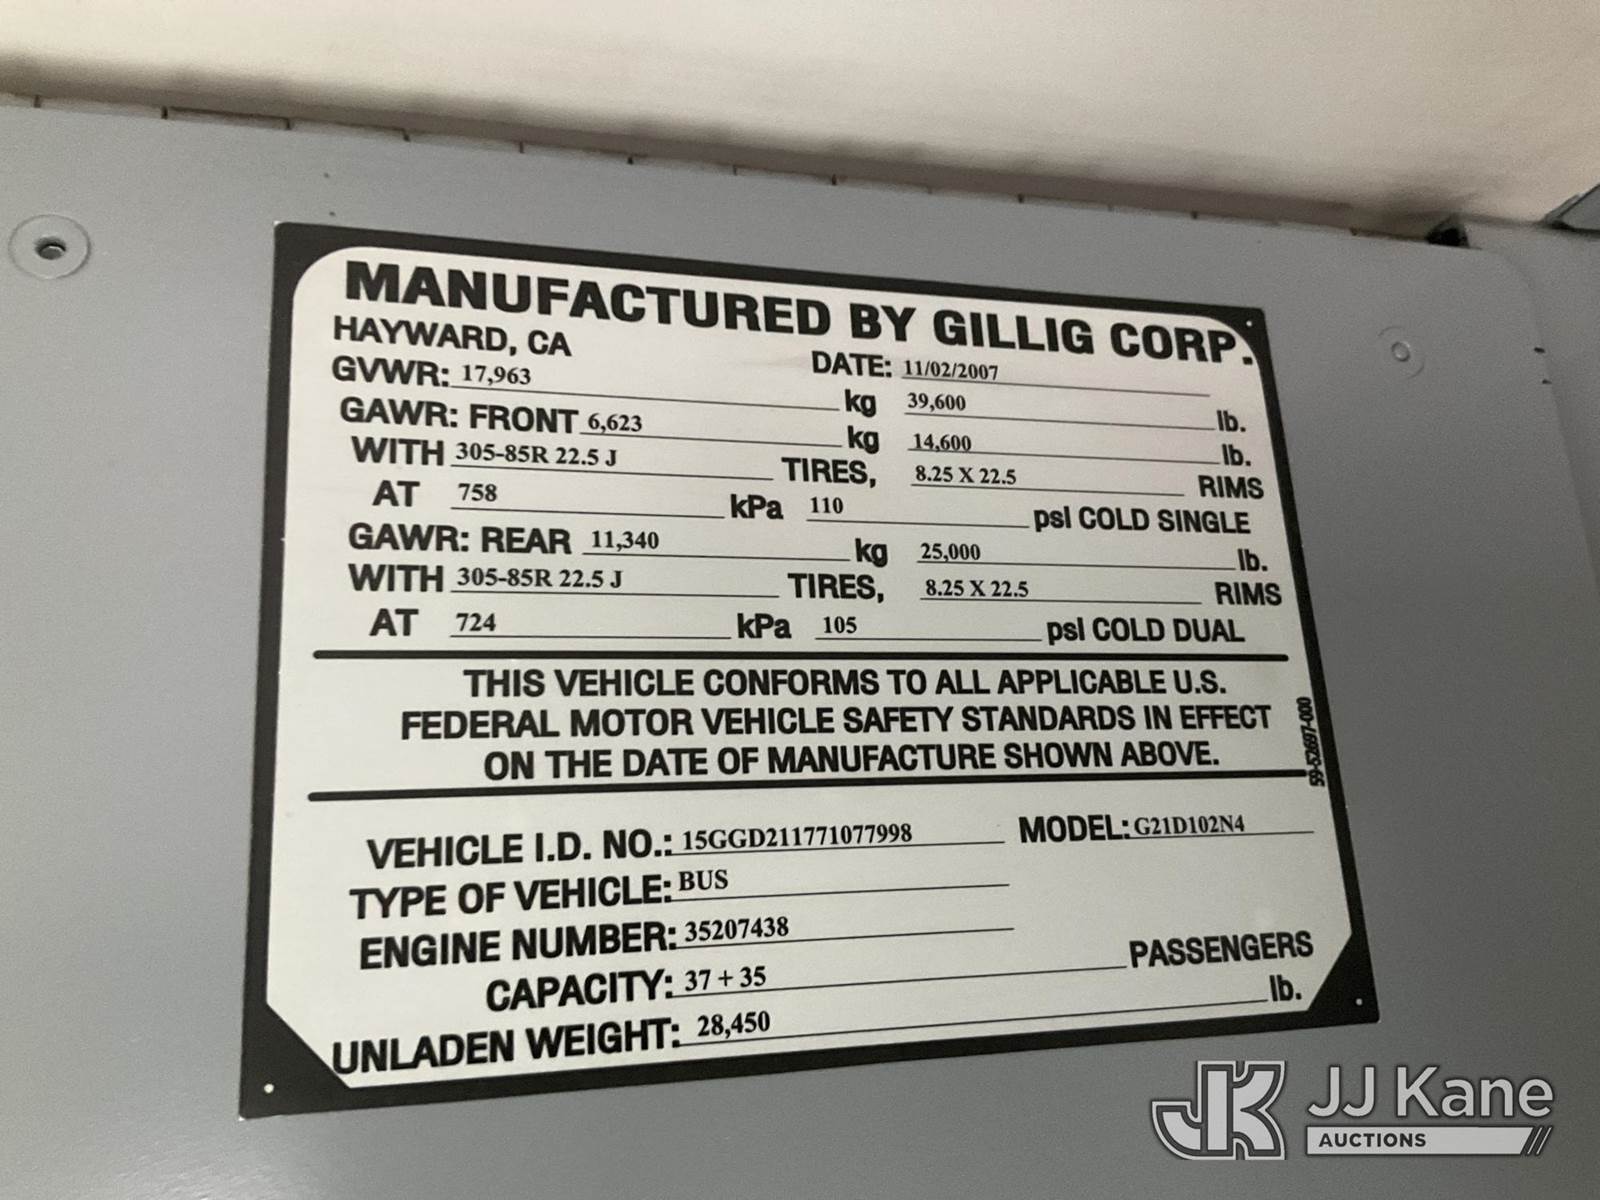 MANUFACTURED BY GILLIG CORP.
HAYWARD, CA DATE: 11/02/2007
GVWR: 17,963 kg 39,600 lb.
GAWR: FRONT 6,623 kg 14,600 lb.
WITH 305-85R 22.5 J TIRES, 8.25 X 22.5 RIMS
AT 758 kPa 110 psI COLD SINGLE
GAWR: REAR 11,340 kg 25,000 lb.
WITH 305-85R 22.5 J TIRES, 8.25 X 22.5 RIMS
AT 724 kPa 105 psI COLD DUAL
THIS VEHICLE CONFORMS TO ALL APPLICABLE U.S.
FEDERAL MOTOR VEHICLE SAFETY STANDARDS IN EFFECT
ON THE DATE OF MANUFACTURE SHOWN ABOVE.
59-52697-000
VEHICLE I.D. NO.: 15GGD211771077998 MODEL: G21D102N4
TYPE OF VEHICLE: BUS
ENGINE NUMBER: 35207438
CAPACITY: 37 + 35 PASSENGERS
UNLADEN WEIGHT: 28,450 lb.
JK JJ Kane
AUCTIONS